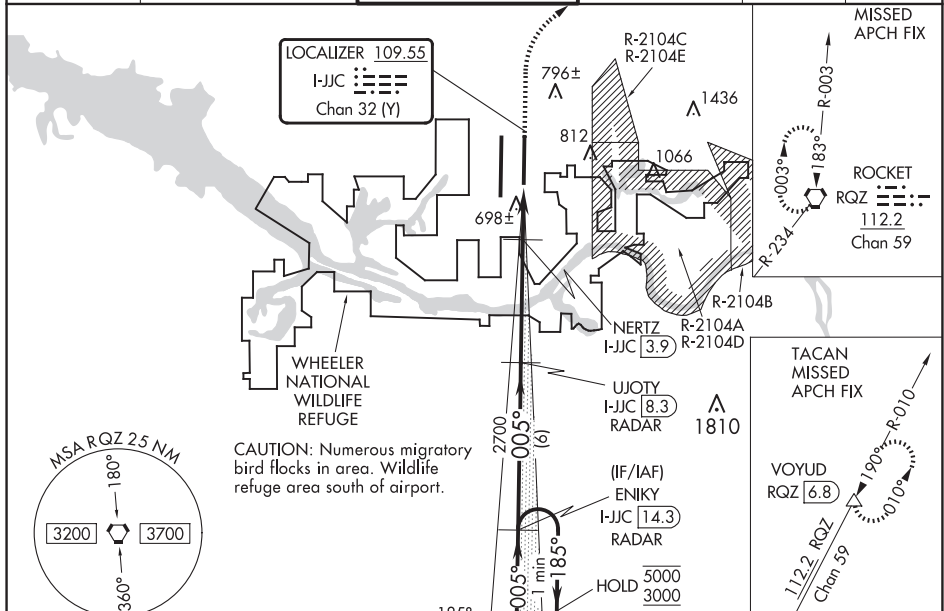 LOCALIZER 109.55
I-JJC
Chan 32 (Y)
796±
R-2104C
R-2104E
1436
812
1066
698±
MISSED
APCH FIX
R-003
003°
183°
ROCKET
RQZ
112.2
Chan 59
R-234
R-2104B
R-2104A
R-2104D
NERTZ
I-JJC 3.9
WHEELER
NATIONAL
WILDLIFE
REFUGE
UJOTY
I-JJC 8.3
RADAR
1810
2700
005°
(6)
CAUTION: Numerous migratory
bird flocks in area. Wildlife
refuge area south of airport.
(IF/IAF)
ENIKY
I-JJC 14.3
RADAR
005°
1 min
185°
HOLD 5000
3000
MSA RQZ 25 NM
180°
3200
3700
360°
TACAN
MISSED
APCH FIX
R-010
190°
010°
VOYUD
RQZ 6.8
112.2 RQZ
Chan 59